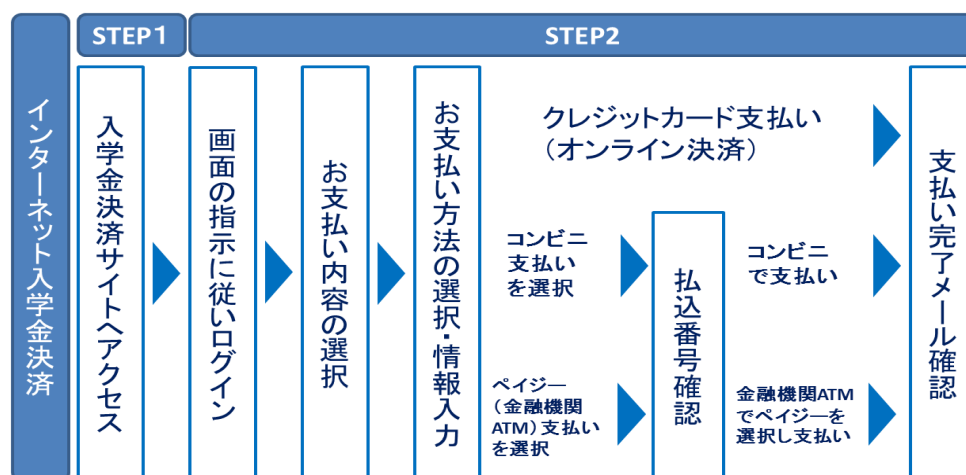 STEP1
STEP2
インターネット入学金決済
入学金決済サイトへアクセス
画面の指示に従いログイン
お支払い内容の選択
お支払い方法の選択・情報入力
クレジットカード支払い
（オンライン決済）
コンビニ
支払い
を選択
ペイジー
（金融機関
ATM）支払い
を選択
払込番号確認
コンビニ
で支払い
金融機関ATM
でペイジーを
選択し支払い
支払い完了メール確認